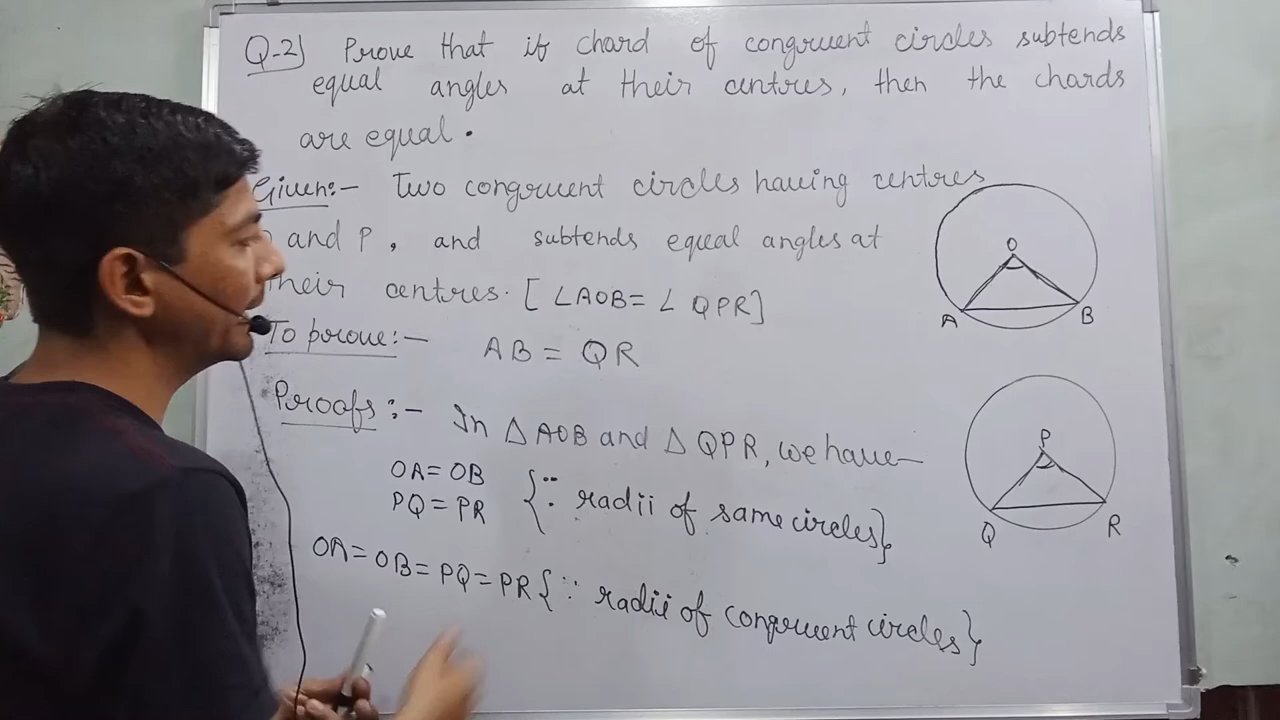 Q-2) Prove that if chard of congruent circles subtends
equal angles at their centres, then the chards
are equal.
Given:- Two congruent circles having centres
and P, and subtends equal angles at
their centres. [∠AOB = ∠ QPR]
To prove:- AB = QR
Proofs:- In △AOB and △ QPR, we have—
OA = OB
PQ = PR {∵ radii of same circles}
OA = OB = PQ = PR {∵ radii of congruent circles}
O
A B
P
Q R